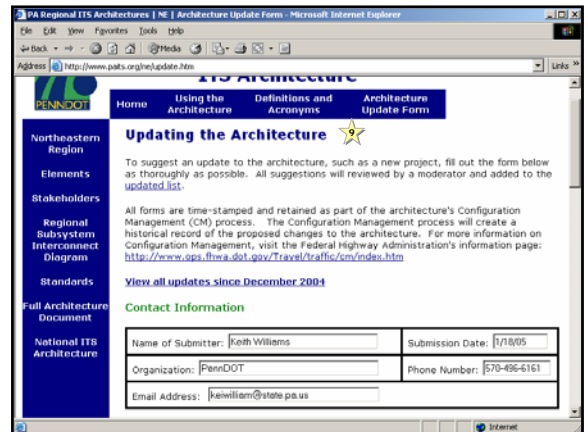 PA Regional ITS Architectures | NE | Architecture Update Form - Microsoft Internet Explorer
File Edit View Favorites Tools Help
Back Media
Address http://www.paits.org/ne/update.htm Links »
PENNDOT
ITS Architecture
Home Using the Architecture Definitions and Acronyms Architecture Update Form
Northeastern Region
Elements
Stakeholders
Regional Subsystem Interconnect Diagram
Standards
Full Architecture Document
National ITS Architecture
Updating the Architecture 9
To suggest an update to the architecture, such as a new project, fill out the form below
as thoroughly as possible. All suggestions will reviewed by a moderator and added to the
updated list.
All forms are time-stamped and retained as part of the architecture's Configuration
Management (CM) process. The Configuration Management process will create a
historical record of the proposed changes to the architecture. For more information on
Configuration Management, visit the Federal Highway Administration's information page:
http://www.ops.fhwa.dot.gov/Travel/traffic/cm/index.htm
View all updates since December 2004
Contact Information
Name of Submitter: Keith Williams Submission Date: 1/18/05
Organization: PennDOT Phone Number: 570-496-6161
Email Address: keiwilliam@state.pa.us
Internet